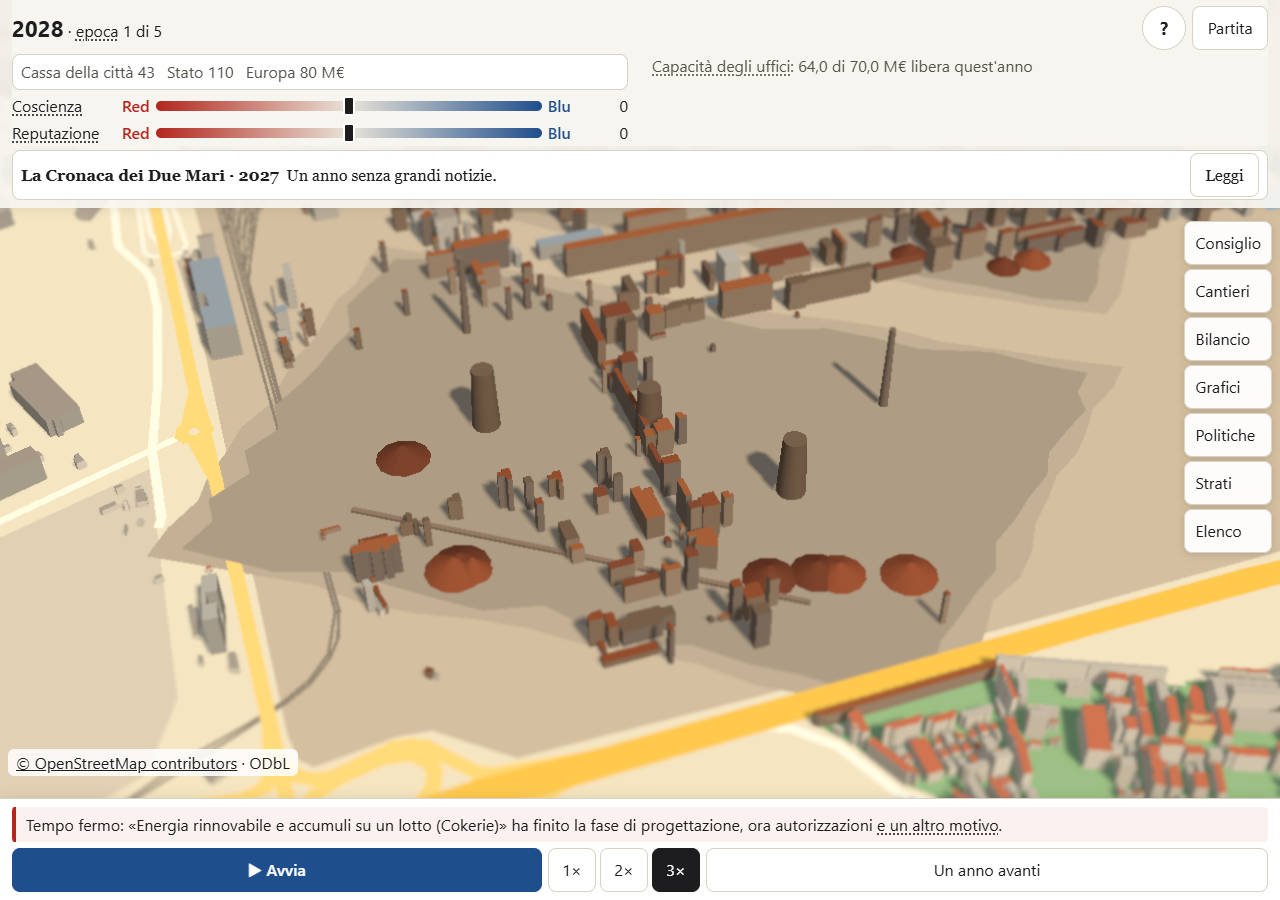 2028 · epoca 1 di 5
?
Partita
Cassa della città 43 Stato 110 Europa 80 M€
Capacità degli uffici: 64,0 di 70,0 M€ libera quest'anno
Coscienza Red Blu 0
Reputazione Red Blu 0
La Cronaca dei Due Mari · 2027 Un anno senza grandi notizie.
Leggi
Consiglio
Cantieri
Bilancio
Grafici
Politiche
Strati
Elenco
© OpenStreetMap contributors · ODbL
Tempo fermo: «Energia rinnovabile e accumuli su un lotto (Cokerie)» ha finito la fase di progettazione, ora autorizzazioni e un altro motivo.
▶ Avvia
1×
2×
3×
Un anno avanti